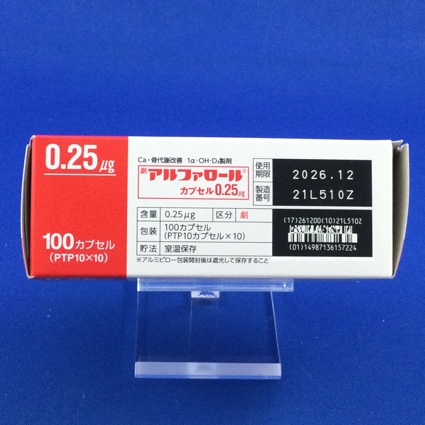 0.25μg
100カプセル
(PTP10×10)
Ca・骨代謝改善 1α-OH-D₃製剤
劇 アルファロール®
カプセル0.25μg
含量 0.25μg 区分 劇
包装 100カプセル
(PTP10カプセル×10)
貯法 室温保存
※アルミピロー包装開封後は遮光して保存すること
使用期限 2026.12
製造番号 21L510Z
(17)261200(10)21L510Z
(01)14987136157224